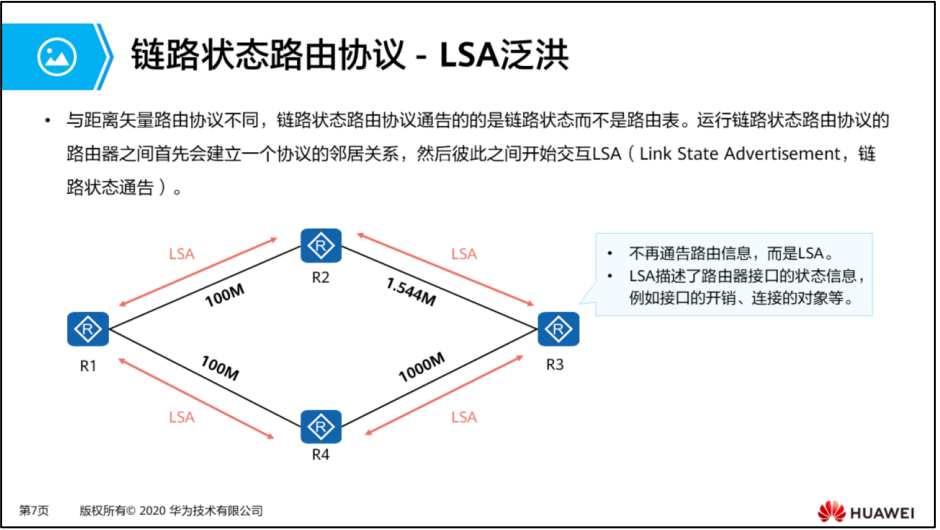 链路状态路由协议 - LSA泛洪
• 与距离矢量路由协议不同，链路状态路由协议通告的的是链路状态而不是路由表。运行链路状态路由协议的
路由器之间首先会建立一个协议的邻居关系，然后彼此之间开始交互LSA（Link State Advertisement，链
路状态通告）。
LSA
LSA
R
R2
100M
1.544M
• 不再通告路由信息，而是LSA。
• LSA描述了路由器接口的状态信息，
例如接口的开销、连接的对象等。
R
R1
R
R3
100M
1000M
LSA
LSA
R
R4
第7页
版权所有© 2020 华为技术有限公司
HUAWEI